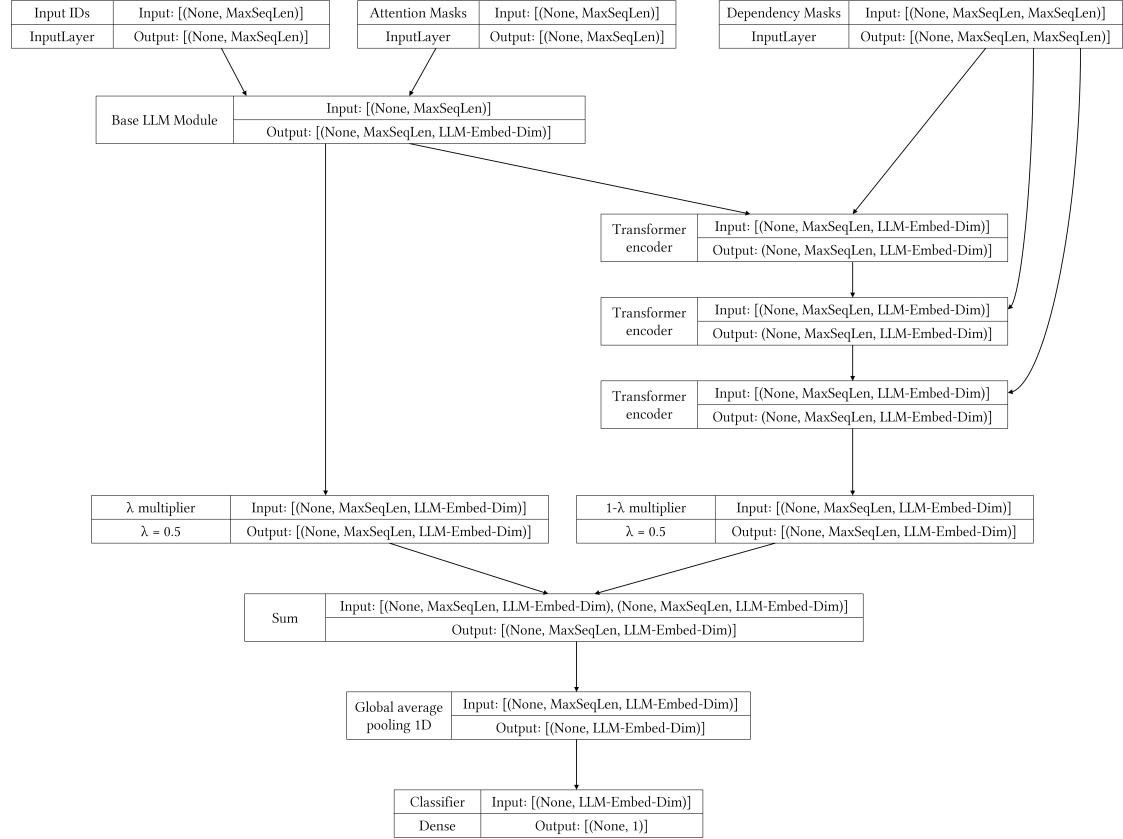 Input IDs
InputLayer
Input: [(None, MaxSeqLen)]
Output: [(None, MaxSeqLen)]
Attention Masks
InputLayer
Input: [(None, MaxSeqLen)]
Output: [(None, MaxSeqLen)]
Dependency Masks
InputLayer
Input: [(None, MaxSeqLen, MaxSeqLen)]
Output: [(None, MaxSeqLen, MaxSeqLen)]
Base LLM Module
Input: [(None, MaxSeqLen)]
Output: [(None, MaxSeqLen, LLM-Embed-Dim)]
Transformer
encoder
Input: [(None, MaxSeqLen, LLM-Embed-Dim)]
Output: (None, MaxSeqLen, LLM-Embed-Dim)]
Transformer
encoder
Input: [(None, MaxSeqLen, LLM-Embed-Dim)]
Output: (None, MaxSeqLen, LLM-Embed-Dim)]
Transformer
encoder
Input: [(None, MaxSeqLen, LLM-Embed-Dim)]
Output: (None, MaxSeqLen, LLM-Embed-Dim)]
λ multiplier
λ = 0.5
Input: [(None, MaxSeqLen, LLM-Embed-Dim)]
Output: [(None, MaxSeqLen, LLM-Embed-Dim)]
1-λ multiplier
λ = 0.5
Input: [(None, MaxSeqLen, LLM-Embed-Dim)]
Output: [(None, MaxSeqLen, LLM-Embed-Dim)]
Sum
Input: [(None, MaxSeqLen, LLM-Embed-Dim), (None, MaxSeqLen, LLM-Embed-Dim)]
Output: [(None, MaxSeqLen, LLM-Embed-Dim)]
Global average
pooling 1D
Input: [(None, MaxSeqLen, LLM-Embed-Dim)]
Output: [(None, LLM-Embed-Dim)]
Classifier
Dense
Input: [(None, LLM-Embed-Dim)]
Output: [(None, 1)]